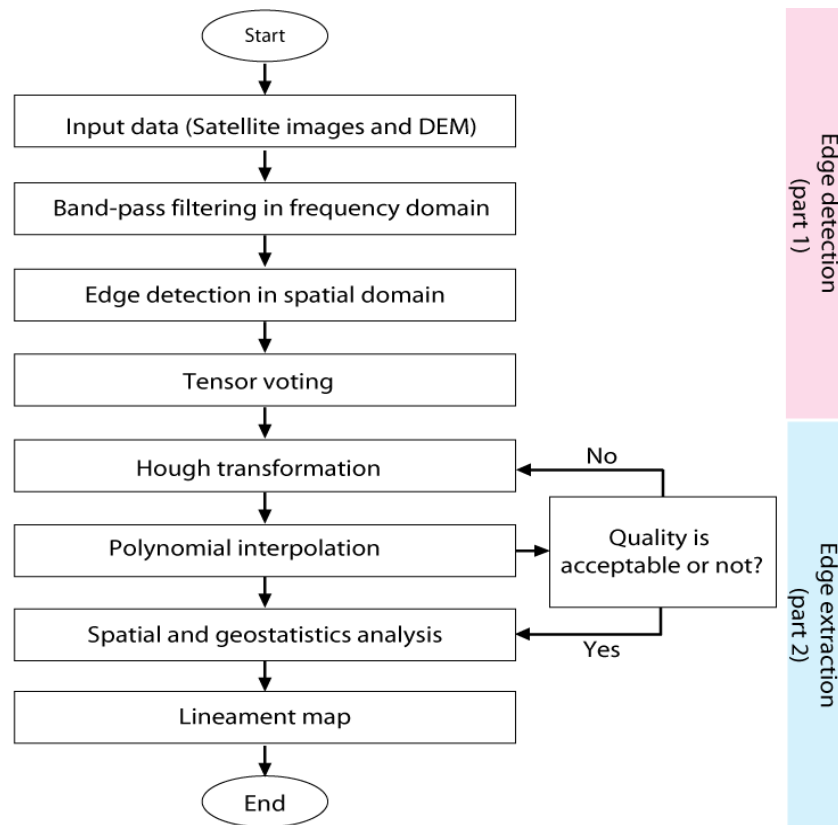 Start
Input data (Satellite images and DEM)
Band-pass filtering in frequency domain
Edge detection in spatial domain
Tensor voting
Edge detection
(part 1)
Hough transformation
No
Polynomial interpolation
Quality is
acceptable or not?
Spatial and geostatistics analysis
Yes
Lineament map
End
Edge extraction
(part 2)